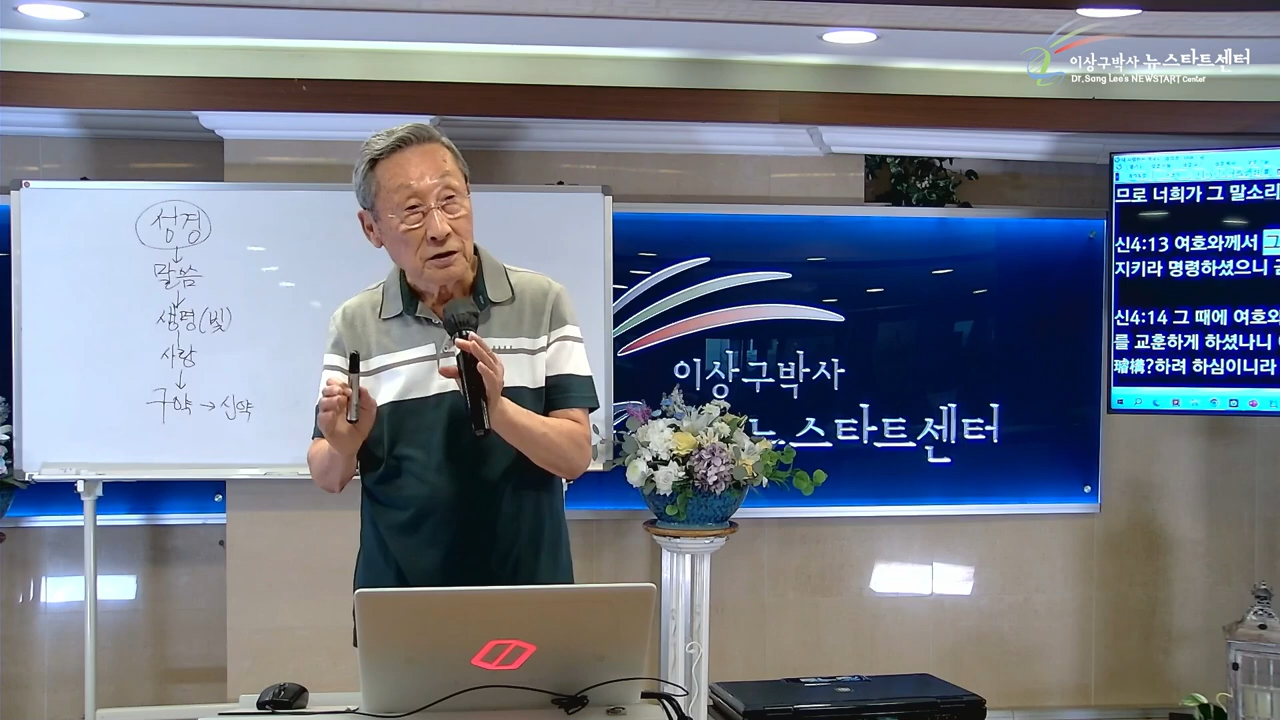 이상구박사 뉴스타트센터
Dr.Sang Lee's NEWSTART Center
성경
말씀
생명(빛)
사랑
구약 → 신약
이상구박사
뉴스타트센터
므로 너희가 그 말소리
신4:13 여호와께서 그
지키라 명령하셨으니
신4:14 그 때에 여호와
를 교훈하게 하셨나니
하려 하심이니라